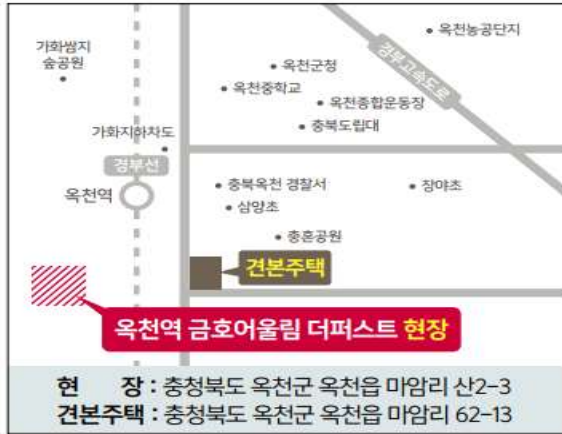 옥천농공단지
경부고속도로
가화쌈지
숲공원
옥천군청
옥천중학교
옥천종합운동장
충북도립대
가화지하차도
경부선
옥천역
충북옥천 경찰서
장야초
삼양초
충혼공원
견본주택
옥천역 금호어울림 더퍼스트 현장
현 장 : 충청북도 옥천군 옥천읍 마암리 산2-3
견본주택 : 충청북도 옥천군 옥천읍 마암리 62-13